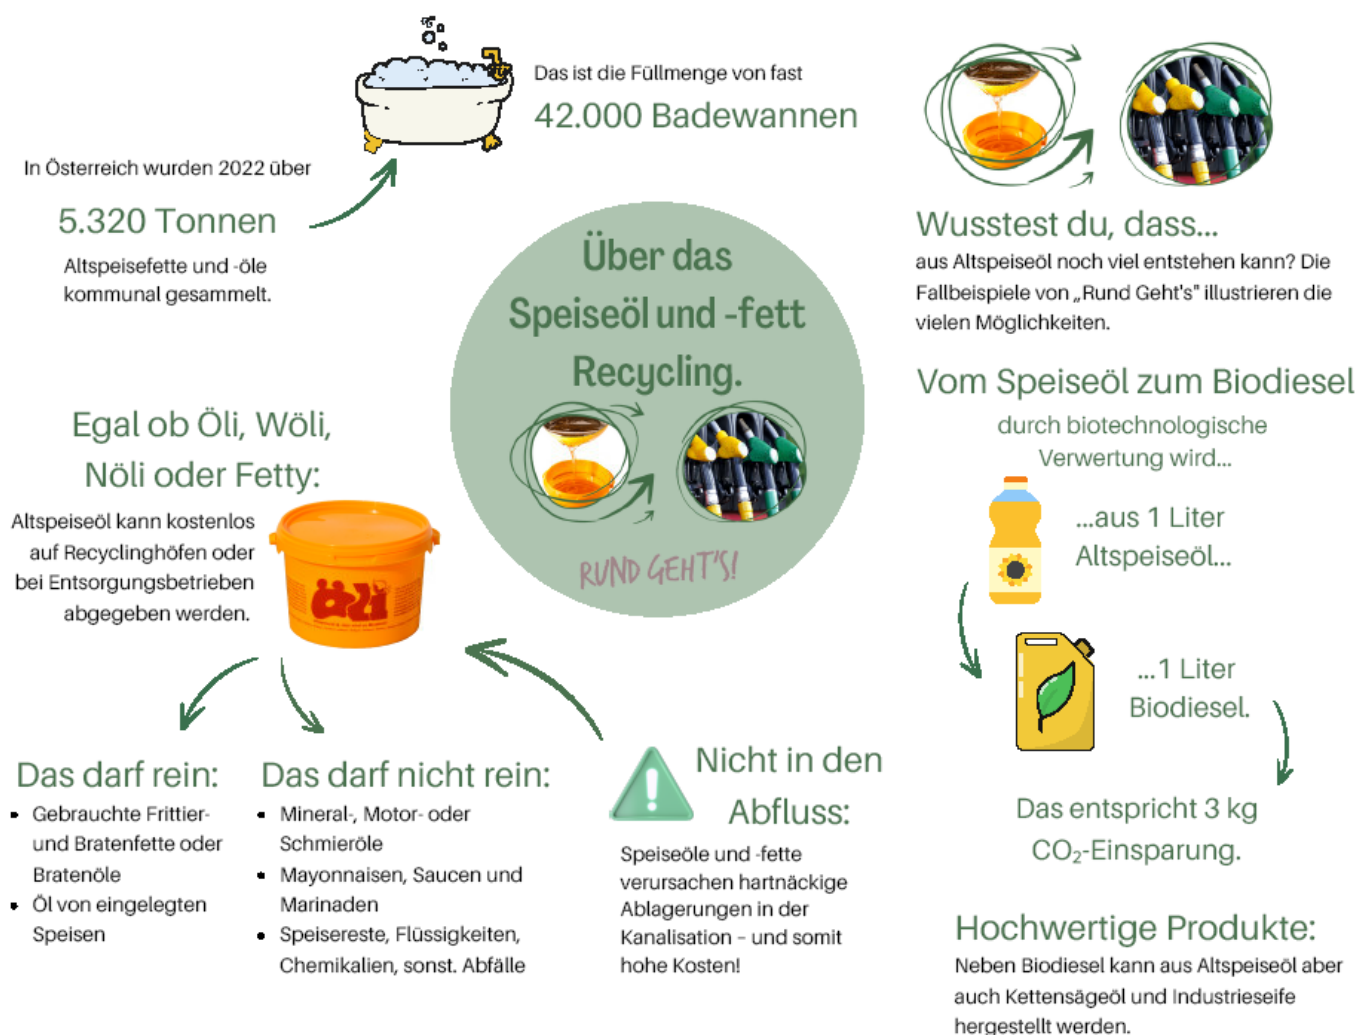 Das ist die Füllmenge von fast
42.000 Badewannen
In Österreich wurden 2022 über
5.320 Tonnen
Altspeisefette und -öle
kommunal gesammelt.
Über das
Speiseöl und -fett
Recycling.
RUND GEHT'S!
Egal ob Öli, Wöli,
Nöli oder Fetty:
Altspeiseöl kann kostenlos
auf Recyclinghöfen oder
bei Entsorgungsbetrieben
abgegeben werden.
öli
Das darf rein:
• Gebrauchte Frittier-
und Bratenfette oder
Bratenöle
• Öl von eingelegten
Speisen
Das darf nicht rein:
• Mineral-, Motor- oder
Schmieröle
• Mayonnaisen, Saucen und
Marinaden
• Speisereste, Flüssigkeiten,
Chemikalien, sonst. Abfälle
Nicht in den
Abfluss:
Speiseöle und -fette
verursachen hartnäckige
Ablagerungen in der
Kanalisation – und somit
hohe Kosten!
Wusstest du, dass...
aus Altspeiseöl noch viel entstehen kann? Die
Fallbeispiele von „Rund Geht's" illustrieren die
vielen Möglichkeiten.
Vom Speiseöl zum Biodiesel
durch biotechnologische
Verwertung wird...
...aus 1 Liter
Altspeiseöl...
...1 Liter
Biodiesel.
Das entspricht 3 kg
CO₂-Einsparung.
Hochwertige Produkte:
Neben Biodiesel kann aus Altspeiseöl aber
auch Kettensägeöl und Industrieseife
hergestellt werden.